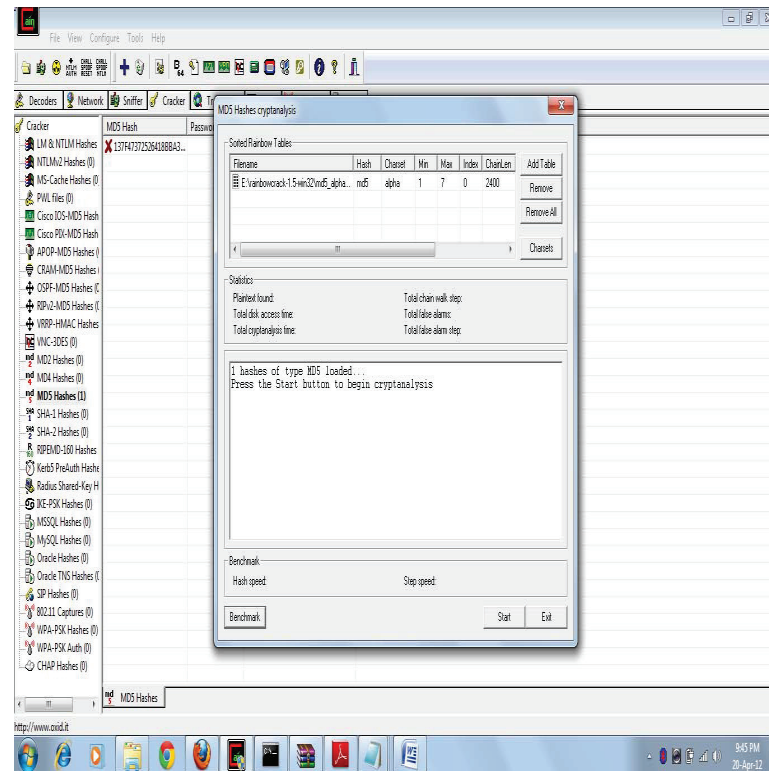 Cain
File View Configure Tools Help
Decoders Network Sniffer Cracker
MD5 Hashes cryptanalysis
Cracker
LM & NTLM Hashes
NTLMv2 Hashes (0)
MS-Cache Hashes (0
PWL files (0)
Cisco IOS-MD5 Hash
Cisco PIX-MD5 Hash
APOP-MD5 Hashes (
CRAM-MD5 Hashes (
OSPF-MD5 Hashes (0
RIPv2-MD5 Hashes (0
VRRP-HMAC Hashes
VNC-3DES (0)
MD2 Hashes (0)
MD4 Hashes (0)
MD5 Hashes (1)
SHA-1 Hashes (0)
SHA-2 Hashes (0)
RIPEMD-160 Hashes
Kerb5 PreAuth Hashe
Radius Shared-Key H
IKE-PSK Hashes (0)
MSSQL Hashes (0)
MySQL Hashes (0)
Oracle Hashes (0)
Oracle TNS Hashes (0
SIP Hashes (0)
802.11 Captures (0)
WPA-PSK Hashes (0)
WPA-PSK Auth (0)
CHAP Hashes (0)
MD5 Hash Passwo
137F47372526418BBA3...
Sorted Rainbow Tables
Filename Hash Charset Min Max Index ChainLen
E:\rainbowcrack-1.5-win32\md5_alpha... md5 alpha 1 7 0 2400
Add Table
Remove
Remove All
Charsets
Statistics
Plaintext found: Total chain walk step:
Total disk access time: Total false alarms:
Total cryptanalysis time: Total false alarm step:
1 hashes of type MD5 loaded...
Press the Start button to begin cryptanalysis
Benchmark
Hash speed: Step speed:
Benchmark Start Exit
MD5 Hashes
http://www.oxid.it
9:45 PM
20-Apr-12